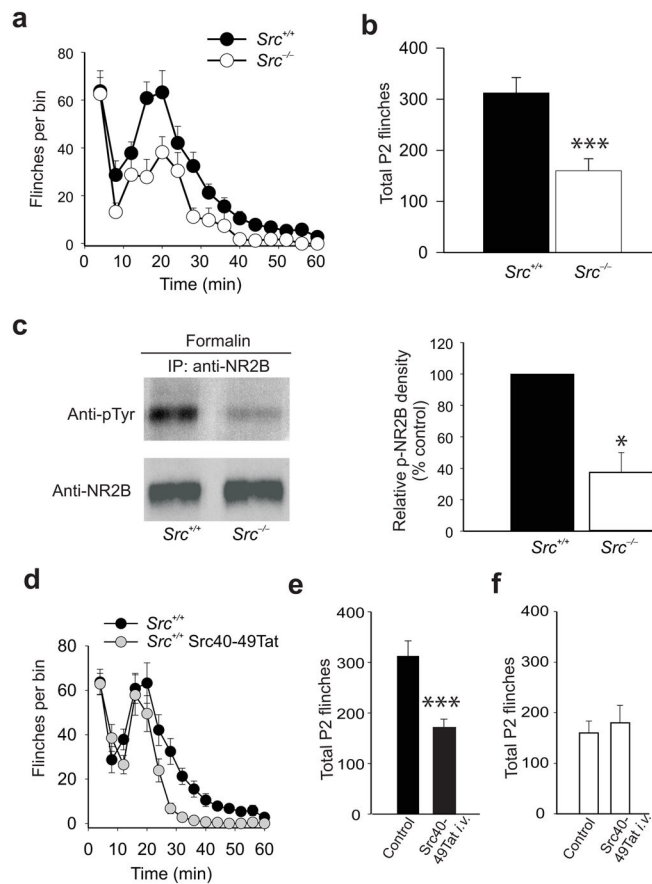 a
Src+/+
Src–/–
80
60
40
20
0
Flinches per bin
0 10 20 30 40 50 60
Time (min)
b
400
300
200
100
0
Total P2 flinches
***
Src+/+ Src–/–
c
Formalin
IP: anti-NR2B
Anti-pTyr
Anti-NR2B
Src+/+ Src–/–
120
100
80
60
40
20
0
Relative p-NR2B density
(% control)
*
Src+/+ Src–/–
d
Src+/+
Src+/+ Src40-49Tat
80
60
40
20
0
Flinches per bin
0 10 20 30 40 50 60
Time (min)
e
400
300
200
100
0
Total P2 flinches
***
Control
Src40-
49Tat i.v.
f
400
300
200
100
0
Total P2 flinches
Control
Src40-
49Tat i.v.